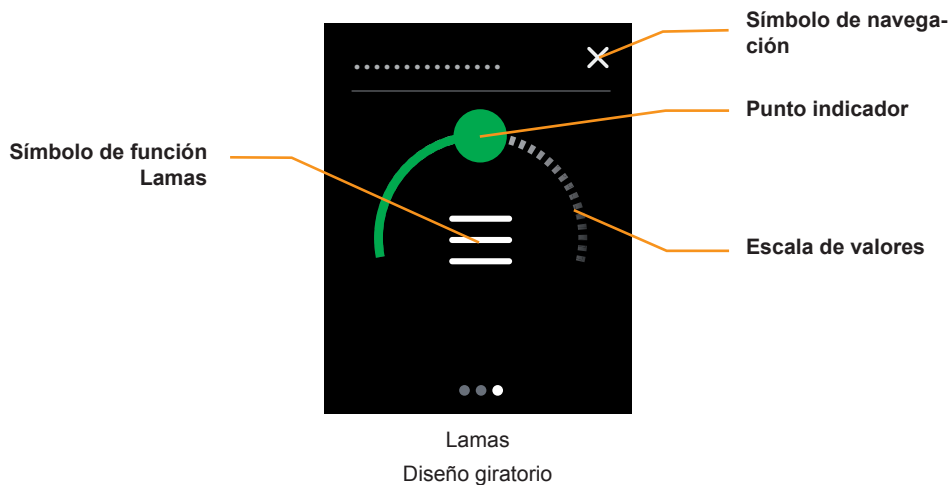 Símbolo de navega-
ción
Punto indicador
Símbolo de función
Lamas
Escala de valores
Lamas
Diseño giratorio